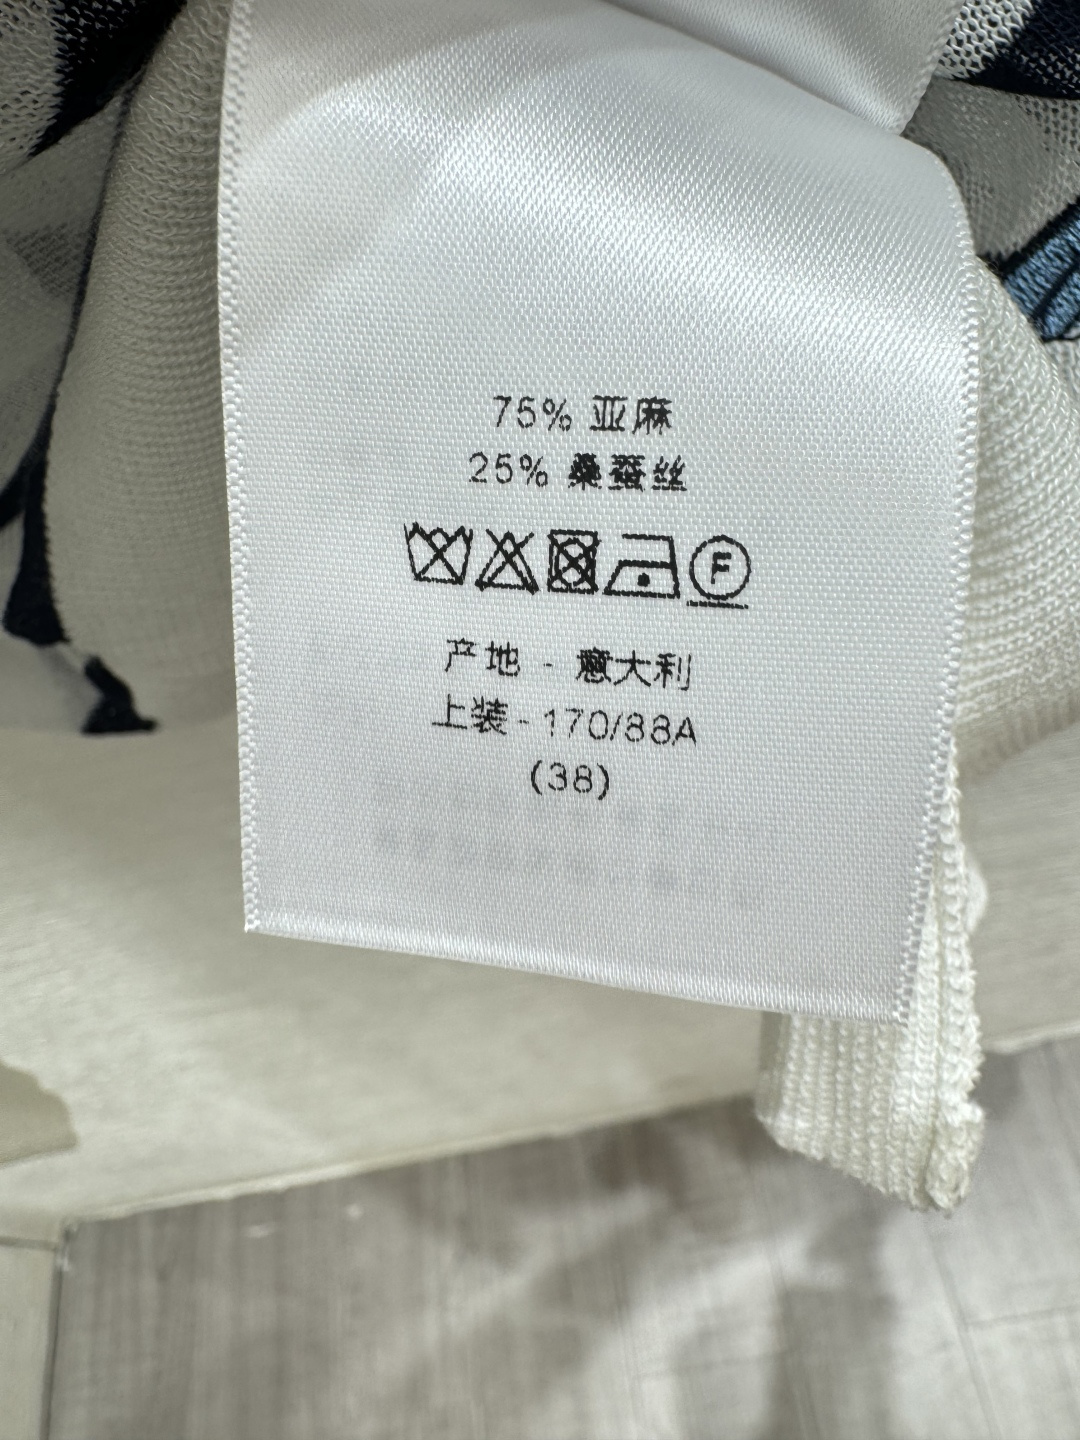 75% 亚麻
25% 桑蚕丝
F
产地 - 意大利
上装 - 170/88A
(38)